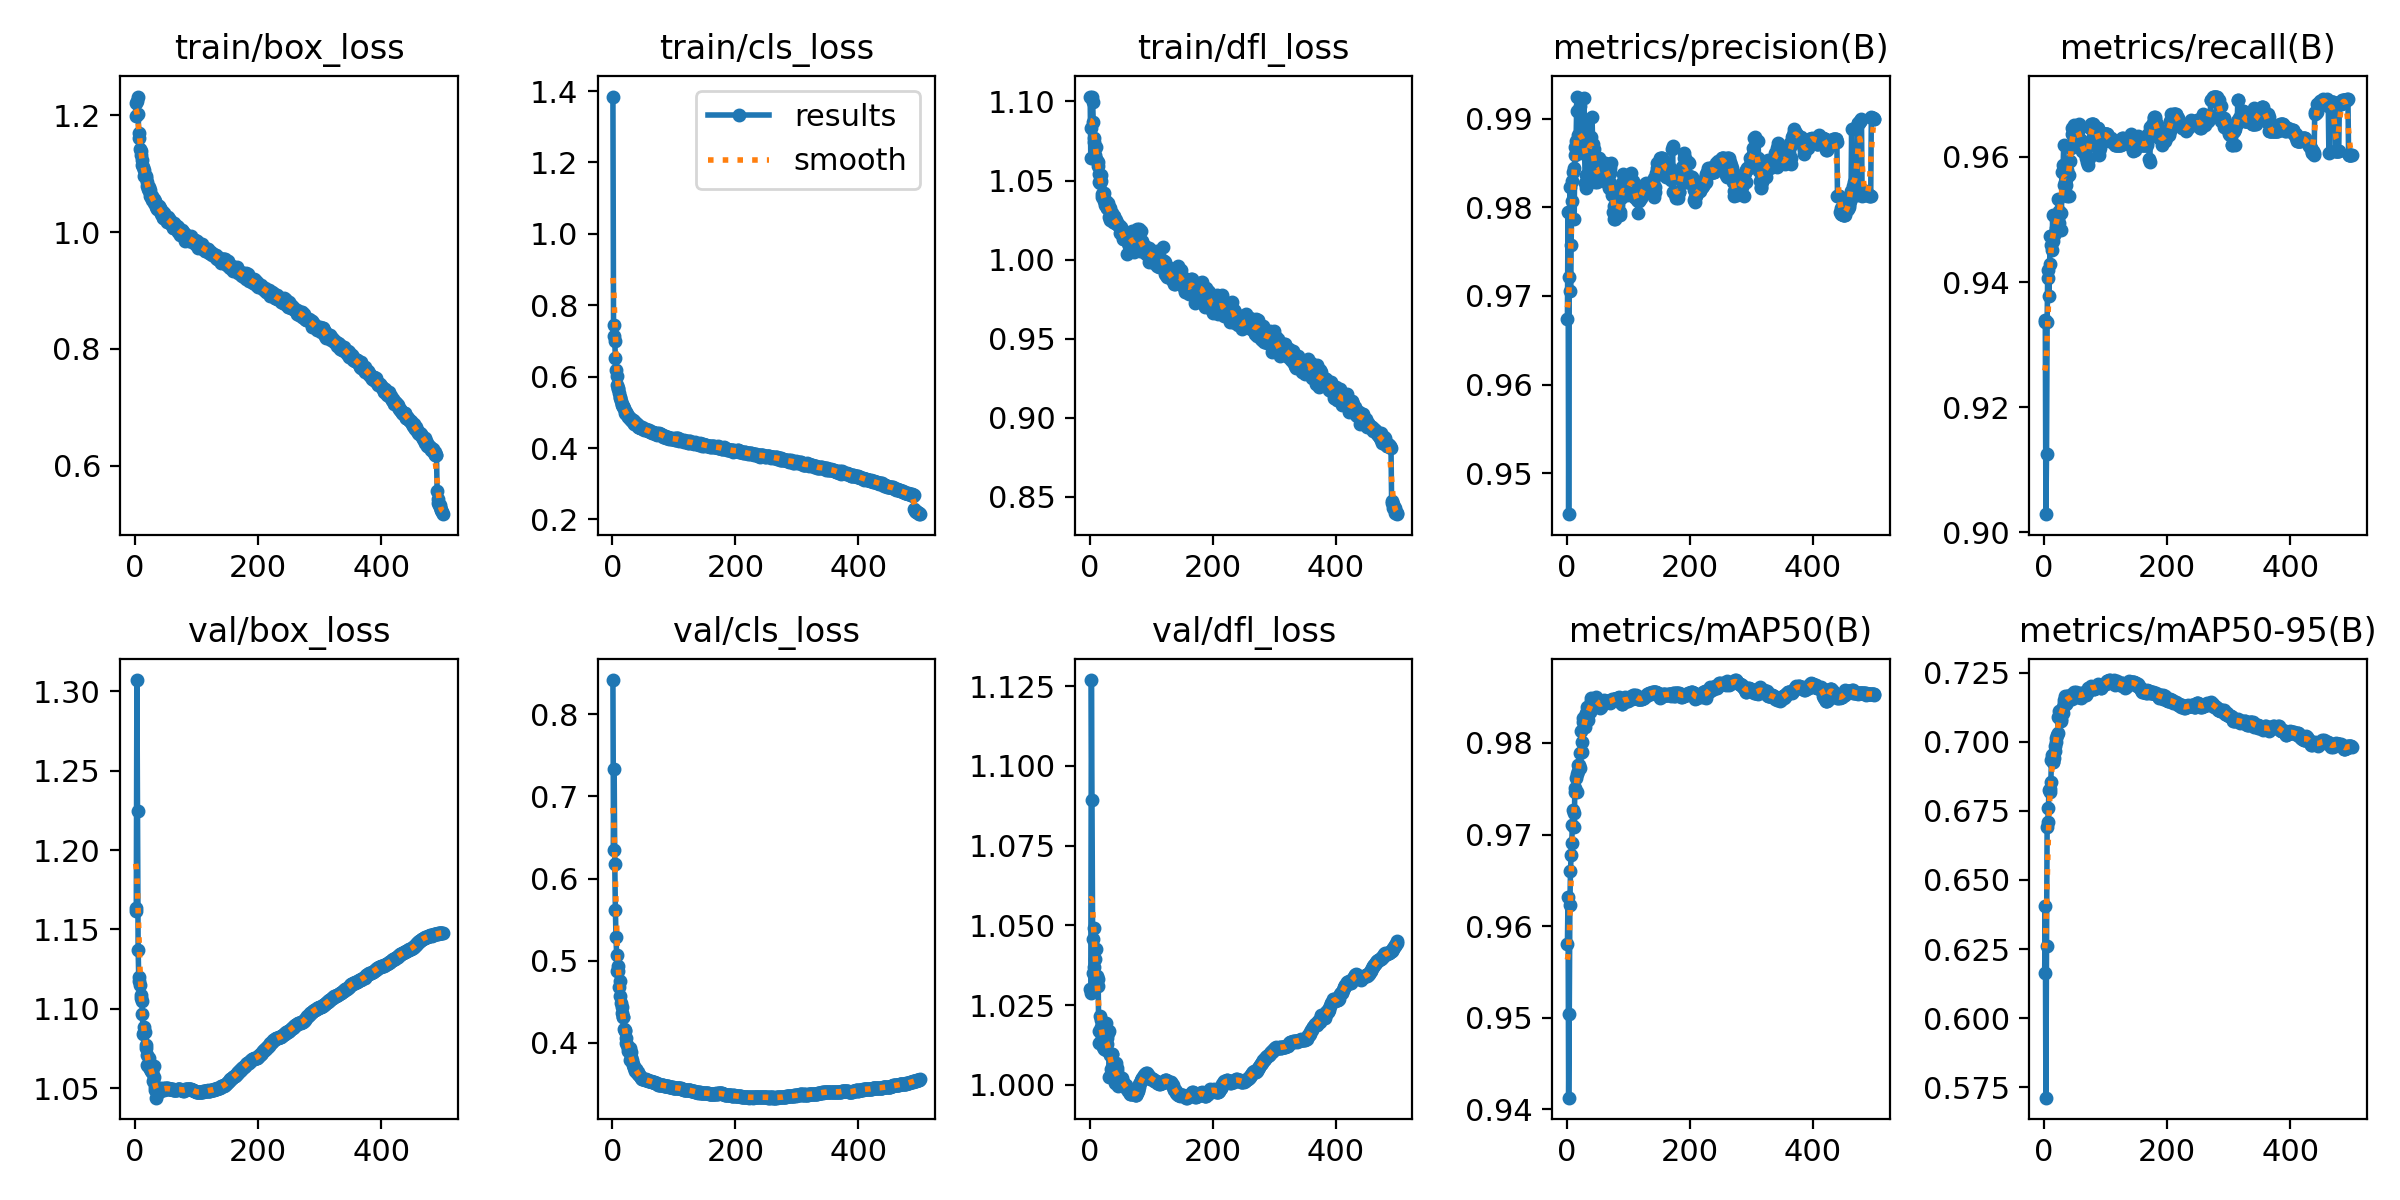 train/box_loss
1.2
1.0
0.8
0.6
0 200 400
train/cls_loss
results
smooth
1.4
1.2
1.0
0.8
0.6
0.4
0.2
0 200 400
train/dfl_loss
1.10
1.05
1.00
0.95
0.90
0.85
0 200 400
metrics/precision(B)
0.99
0.98
0.97
0.96
0.95
0 200 400
metrics/recall(B)
0.96
0.94
0.92
0.90
0 200 400
val/box_loss
1.30
1.25
1.20
1.15
1.10
1.05
0 200 400
val/cls_loss
0.8
0.7
0.6
0.5
0.4
0 200 400
val/dfl_loss
1.125
1.100
1.075
1.050
1.025
1.000
0 200 400
metrics/mAP50(B)
0.98
0.97
0.96
0.95
0.94
0 200 400
metrics/mAP50-95(B)
0.725
0.700
0.675
0.650
0.625
0.600
0.575
0 200 400